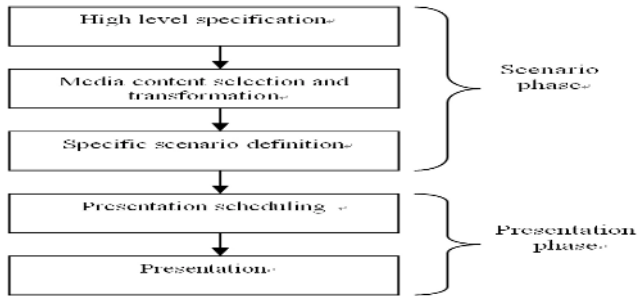 High level specification
Media content selection and
transformation
Scenario
phase
Specific scenario definition
Presentation scheduling
Presentation
phase
Presentation